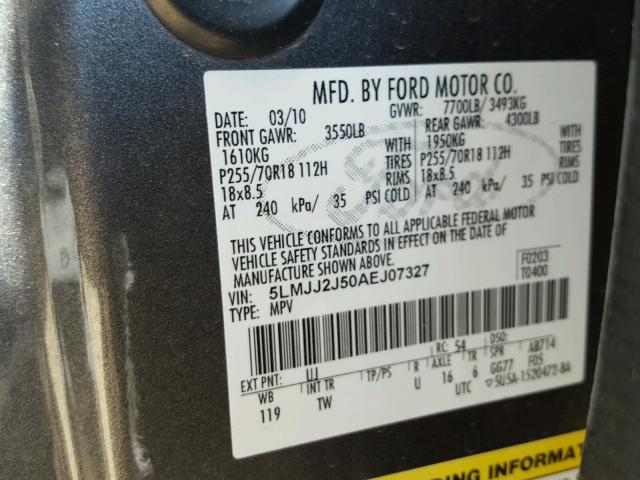 MFD. BY FORD MOTOR CO.
DATE: 03/10 GVWR: 7700LB/ 3493KG
FRONT GAWR: 3550LB REAR GAWR: 4300LB
1610KG WITH 1950KG WITH
P255/70R18 112H TIRES P255/70R18 112H TIRES
18x8.5 RIMS 18x8.5 RIMS
AT 240 kPa/ 35 PSI COLD AT 240 kPa/ 35 PSI COLD
THIS VEHICLE CONFORMS TO ALL APPLICABLE FEDERAL MOTOR
VEHICLE SAFETY STANDARDS IN EFFECT ON THE DATE OF
MANUFACTURE SHOWN ABOVE.
VIN: 5LMJJ2J50AEJ07327 F0203
TYPE: MPV T0400
EXT PNT: UJ RC: 54 DSO:
WB INT TR TP/PS R AXLE TR SPR AB714
119 TW U 16 6 GG77 F05
UTC ▽5U5A-1520472-BA
DING INFORMAT